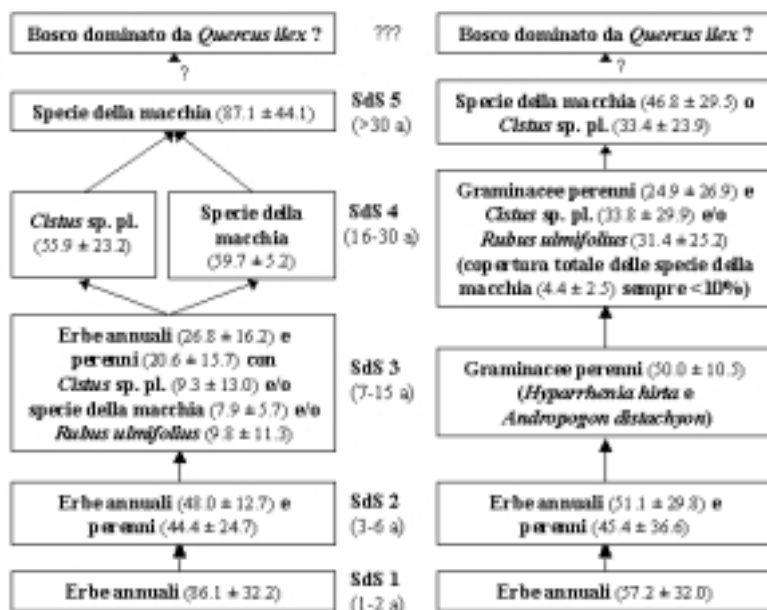 Bosco dominato da Quercus ilex ?
???
Bosco dominato da Quercus ilex ?
?
?
Specie della macchia (87.1 ± 44.1)
SdS 5
(>30 a)
Specie della macchia (46.8 ± 29.5) o
Cistus sp. pl. (33.4 ± 23.9)
Cistus sp. pl.
(55.9 ± 23.2)
Specie della
macchia
(59.7 ± 5.2)
SdS 4
(16-30 a)
Graminacee perenni (24.9 ± 26.9) e
Cistus sp. pl. (33.8 ± 29.9) e/o
Rubus ulmifolius (31.4 ± 25.2)
(copertura totale delle specie della
macchia (4.4 ± 2.5) sempre <10%)
Erbe annuali (26.8 ± 16.2) e
perenni (20.6 ± 15.7) con
Cistus sp. pl. (9.3 ± 13.0) e/o
specie della macchia (7.9 ± 5.7) e/o
Rubus ulmifolius (9.8 ± 11.3)
SdS 3
(7-15 a)
Graminacee perenni (50.0 ± 10.5)
(Hyparrhenia hirta e
Andropogon distachyon)
Erbe annuali (48.0 ± 12.7) e
perenni (44.4 ± 24.7)
SdS 2
(3-6 a)
Erbe annuali (51.1 ± 29.8) e
perenni (45.4 ± 36.6)
Erbe annuali (86.1 ± 32.2)
SdS 1
(1-2 a)
Erbe annuali (57.2 ± 32.0)